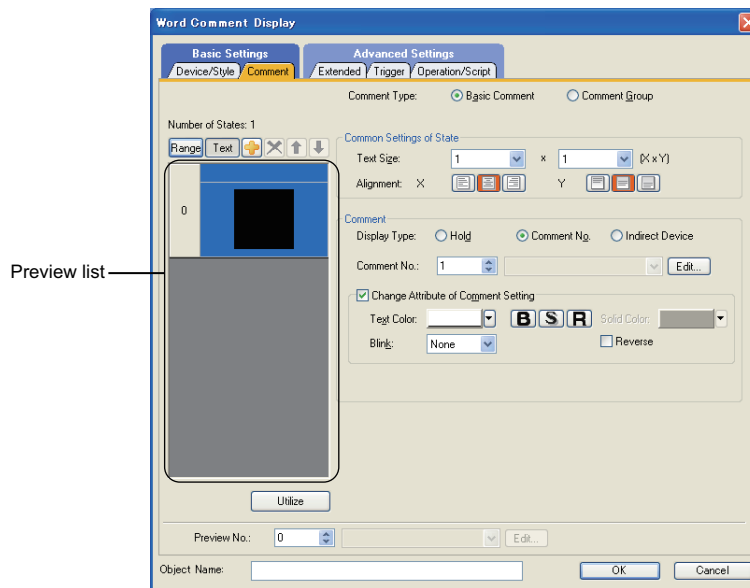 Word Comment Display
Basic Settings Advanced Settings
Device/Style Comment Extended Trigger Operation/Script
Comment Type: Basic Comment Comment Group
Number of States: 1
Range Text
Common Settings of State
Text Size: 1 x 1 (X x Y)
Alignment: X Y
0
Comment
Display Type: Hold Comment No. Indirect Device
Preview list
Comment No.: 1 Edit...
Change Attribute of Comment Setting
Text Color: B S R Solid Color:
Blink: None Reverse
Utilize
Preview No.: 0 Edit...
Object Name: OK Cancel